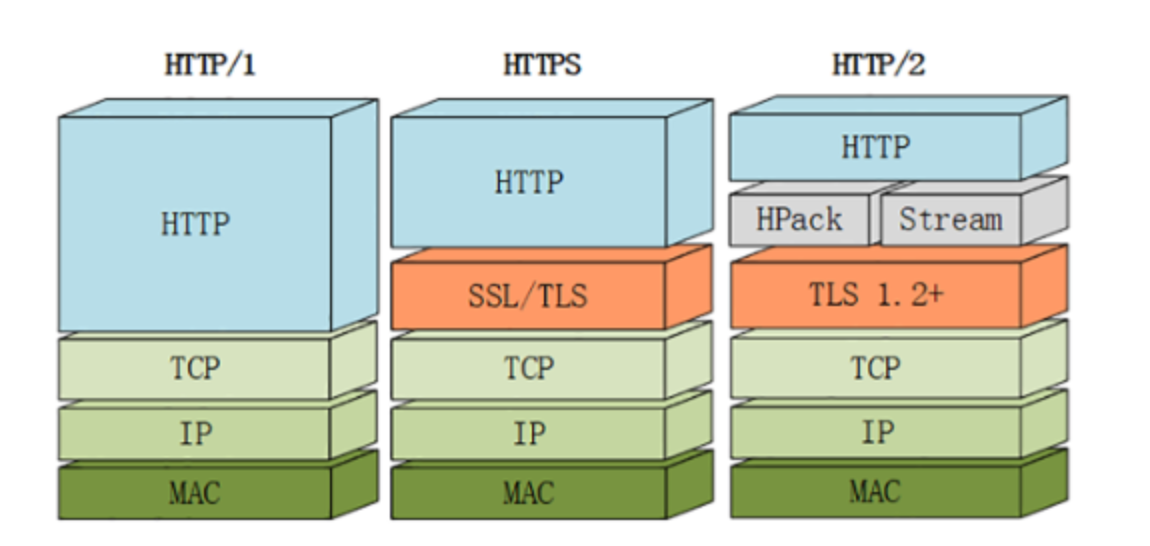 HTTP/1
HTTP
TCP
IP
MAC
HTTPS
HTTP
SSL/TLS
TCP
IP
MAC
HTTP/2
HTTP
HPack
Stream
TLS 1.2+
TCP
IP
MAC